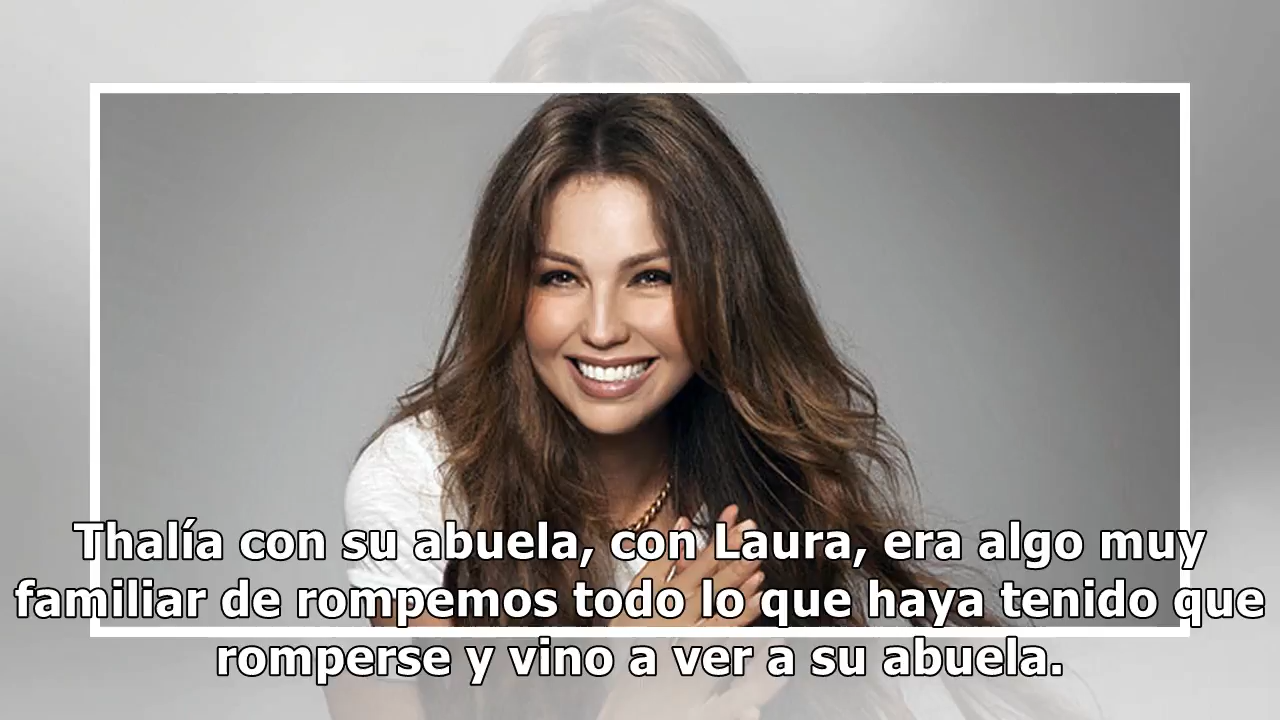 Thalía con su abuela, con Laura, era algo muy
familiar de rompemos todo lo que haya tenido que
romperse y vino a ver a su abuela.